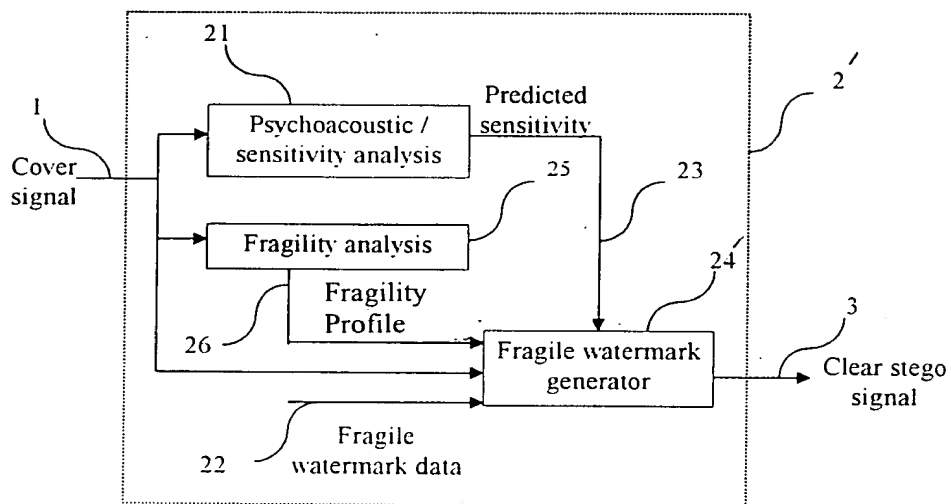 21
2′
1
Predicted
sensitivity
Psychoacoustic /
sensitivity analysis
Cover
signal
25
23
Fragility analysis
24′
Fragility
Profile
26
3
Fragile watermark
generator
Clear stego
signal
Fragile
watermark data
22